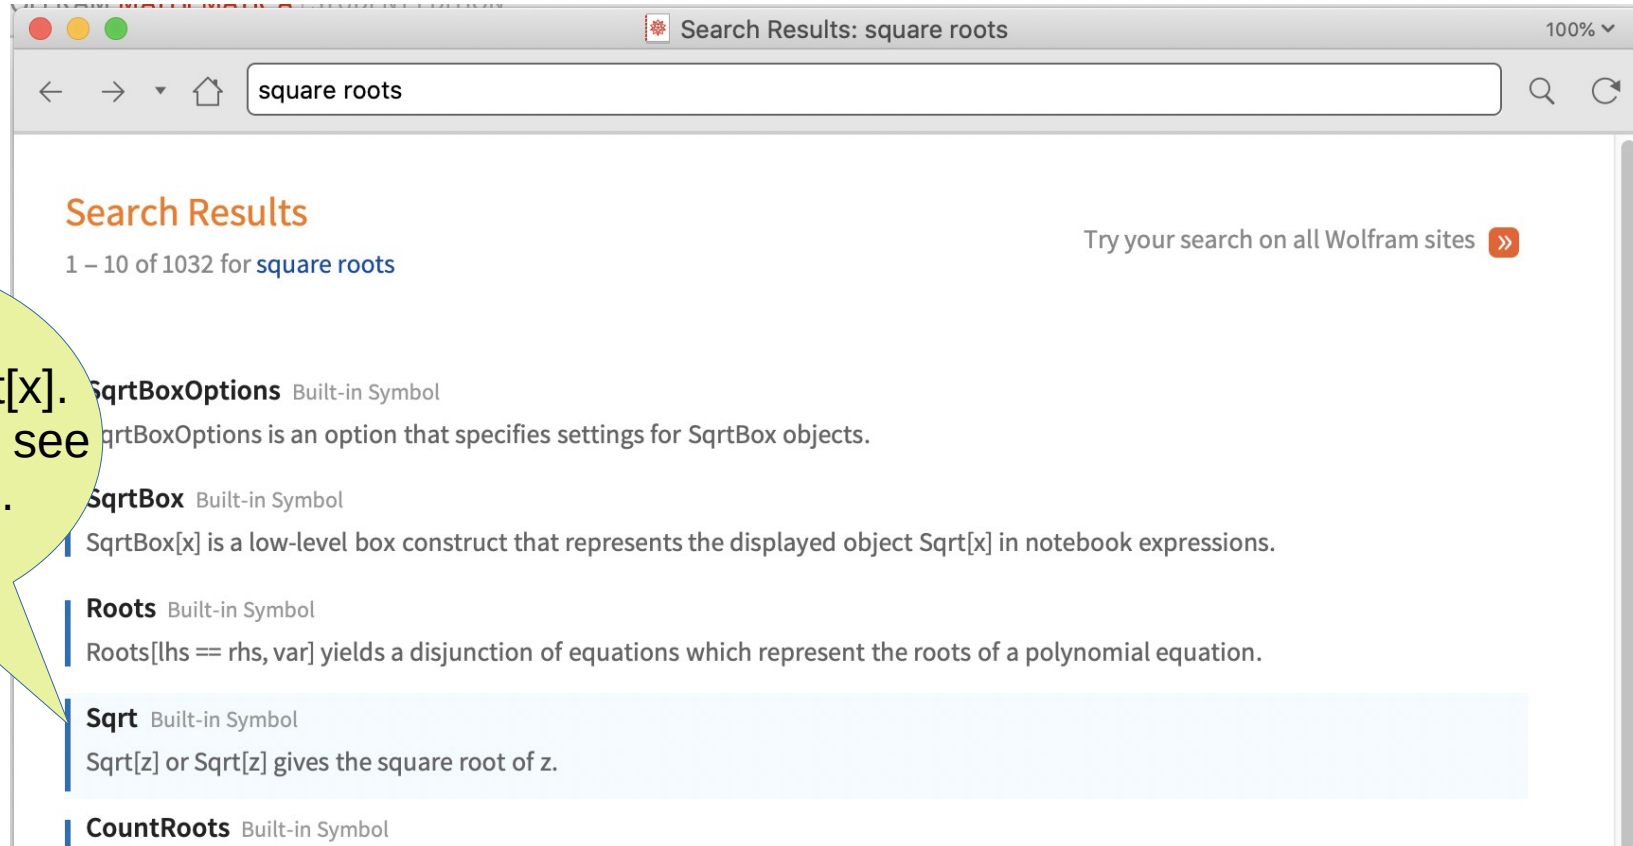 Search Results: square roots
100%
square roots
Search Results
1 – 10 of 1032 for square roots
Try your search on all Wolfram sites
t[x].
see
.
SqrtBoxOptions Built-in Symbol
SqrtBoxOptions is an option that specifies settings for SqrtBox objects.
SqrtBox Built-in Symbol
SqrtBox[x] is a low-level box construct that represents the displayed object Sqrt[x] in notebook expressions.
Roots Built-in Symbol
Roots[lhs == rhs, var] yields a disjunction of equations which represent the roots of a polynomial equation.
Sqrt Built-in Symbol
Sqrt[z] or Sqrt[z] gives the square root of z.
CountRoots Built-in Symbol